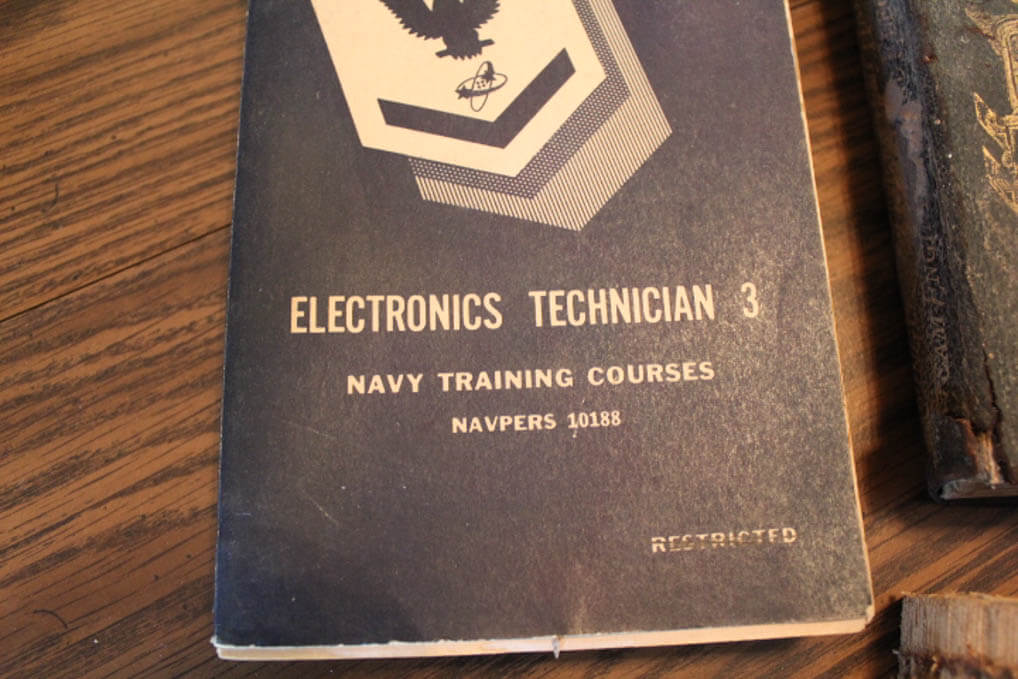 ELECTRONICS TECHNICIAN 3
NAVY TRAINING COURSES
NAVPERS 10188
RESTRICTED